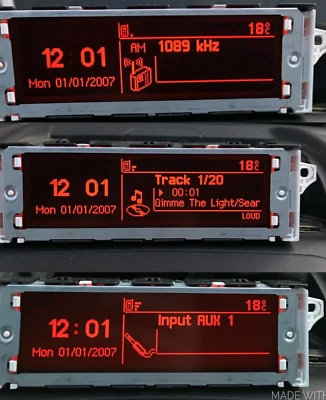 18°C
AM 1089 kHz
12 01
Mon 01/01/2007
18°C
Track 1/20
00:01
12 01
Gimme The Light/Sear
Mon 01/01/2007
LOUD
18°C
Input AUX 1
12:01
Mon 01/01/2007
MADE WITH